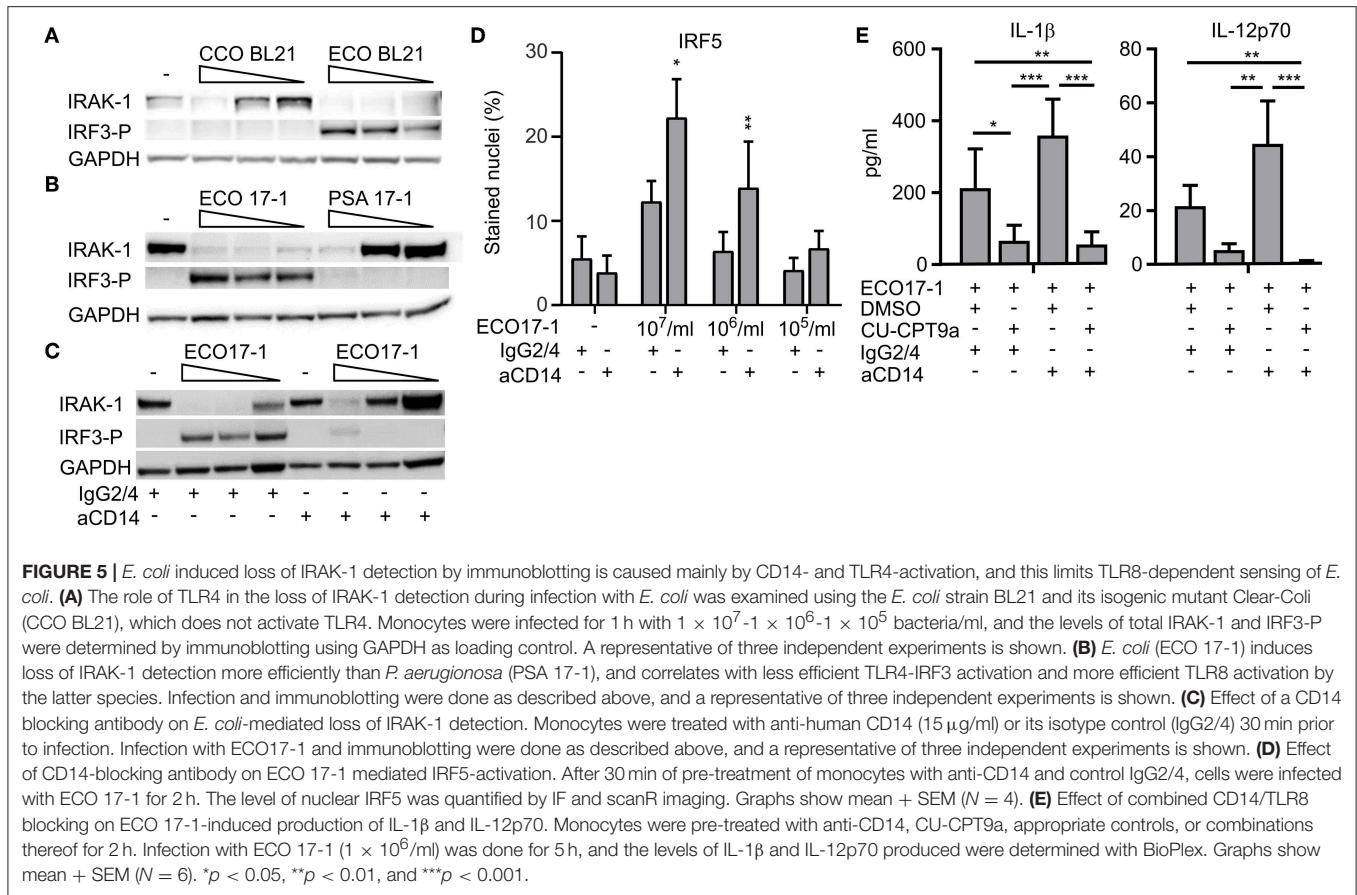 A
CCO BL21 ECO BL21
-
IRAK-1
IRF3-P
GAPDH
B
ECO 17-1 PSA 17-1
-
IRAK-1
IRF3-P
GAPDH
C
ECO17-1 ECO17-1
- -
IRAK-1
IRF3-P
GAPDH
IgG2/4 + + + + - - - -
aCD14 - - - - + + + +
D
IRF5
Stained nuclei (%)
30
20
10
0
* **
ECO17-1 - 10⁷/ml 10⁶/ml 10⁵/ml
IgG2/4 + - + - + - + -
aCD14 - + - + - + - +
E
IL-1β
pg/ml
600
400
200
0
** *** *** *
IL-12p70
80
60
40
20
0
** ** ***
ECO17-1 + + + + + + + +
DMSO + - + - + - + -
CU-CPT9a - + - + - + - +
IgG2/4 + + - - + + - -
aCD14 - - + + - - + +
FIGURE 5 | E. coli induced loss of IRAK-1 detection by immunoblotting is caused mainly by CD14- and TLR4-activation, and this limits TLR8-dependent sensing of E.
coli. (A) The role of TLR4 in the loss of IRAK-1 detection during infection with E. coli was examined using the E. coli strain BL21 and its isogenic mutant Clear-Coli
(CCO BL21), which does not activate TLR4. Monocytes were infected for 1 h with 1 × 10⁷-1 × 10⁶-1 × 10⁵ bacteria/ml, and the levels of total IRAK-1 and IRF3-P
were determined by immunoblotting using GAPDH as loading control. A representative of three independent experiments is shown. (B) E. coli (ECO 17-1) induces
loss of IRAK-1 detection more efficiently than P. aerugionosa (PSA 17-1), and correlates with less efficient TLR4-IRF3 activation and more efficient TLR8 activation by
the latter species. Infection and immunoblotting were done as described above, and a representative of three independent experiments is shown. (C) Effect of a CD14
blocking antibody on E. coli-mediated loss of IRAK-1 detection. Monocytes were treated with anti-human CD14 (15 μg/ml) or its isotype control (IgG2/4) 30 min prior
to infection. Infection with ECO17-1 and immunoblotting were done as described above, and a representative of three independent experiments is shown. (D) Effect
of CD14-blocking antibody on ECO 17-1 mediated IRF5-activation. After 30 min of pre-treatment of monocytes with anti-CD14 and control IgG2/4, cells were infected
with ECO 17-1 for 2 h. The level of nuclear IRF5 was quantified by IF and scanR imaging. Graphs show mean + SEM (N = 4). (E) Effect of combined CD14/TLR8
blocking on ECO 17-1-induced production of IL-1β and IL-12p70. Monocytes were pre-treated with anti-CD14, CU-CPT9a, appropriate controls, or combinations
thereof for 2 h. Infection with ECO 17-1 (1 × 10⁶/ml) was done for 5 h, and the levels of IL-1β and IL-12p70 produced were determined with BioPlex. Graphs show
mean + SEM (N = 6). *p < 0.05, **p < 0.01, and ***p < 0.001.